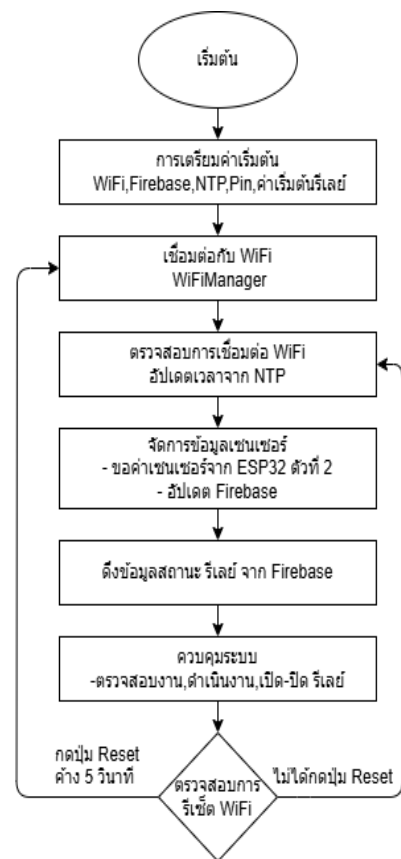 เริ่มต้น
การเตรียมค่าเริ่มต้น
WiFi,Firebase,NTP,Pin,ค่าเริ่มต้นรีเลย์
เชื่อมต่อกับ WiFi
WiFiManager
ตรวจสอบการเชื่อมต่อ WiFi
อัปเดตเวลาจาก NTP
จัดการข้อมูลเซนเซอร์
- ขอค่าเซนเซอร์จาก ESP32 ตัวที่ 2
- อัปเดต Firebase
ดึงข้อมูลสถานะ รีเลย์ จาก Firebase
ควบคุมระบบ
-ตรวจสอบงาน,ดำเนินงาน,เปิด-ปิด รีเลย์
กดปุ่ม Reset
ค้าง 5 วินาที
ตรวจสอบการ
รีเซ็ต WiFi
ไม่ได้กดปุ่ม Reset